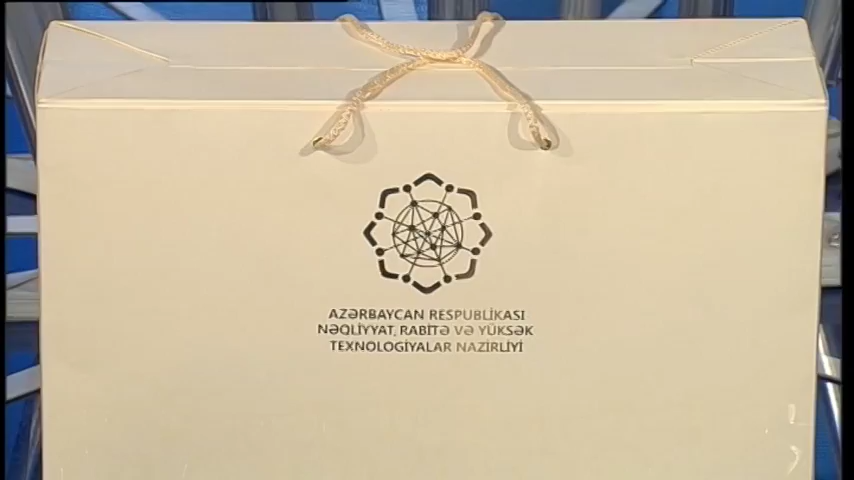 AZƏRBAYCAN RESPUBLİKASI
NƏQLİYYAT, RABİTƏ VƏ YÜKSƏK
TEXNOLOGİYALAR NAZİRLİYİ